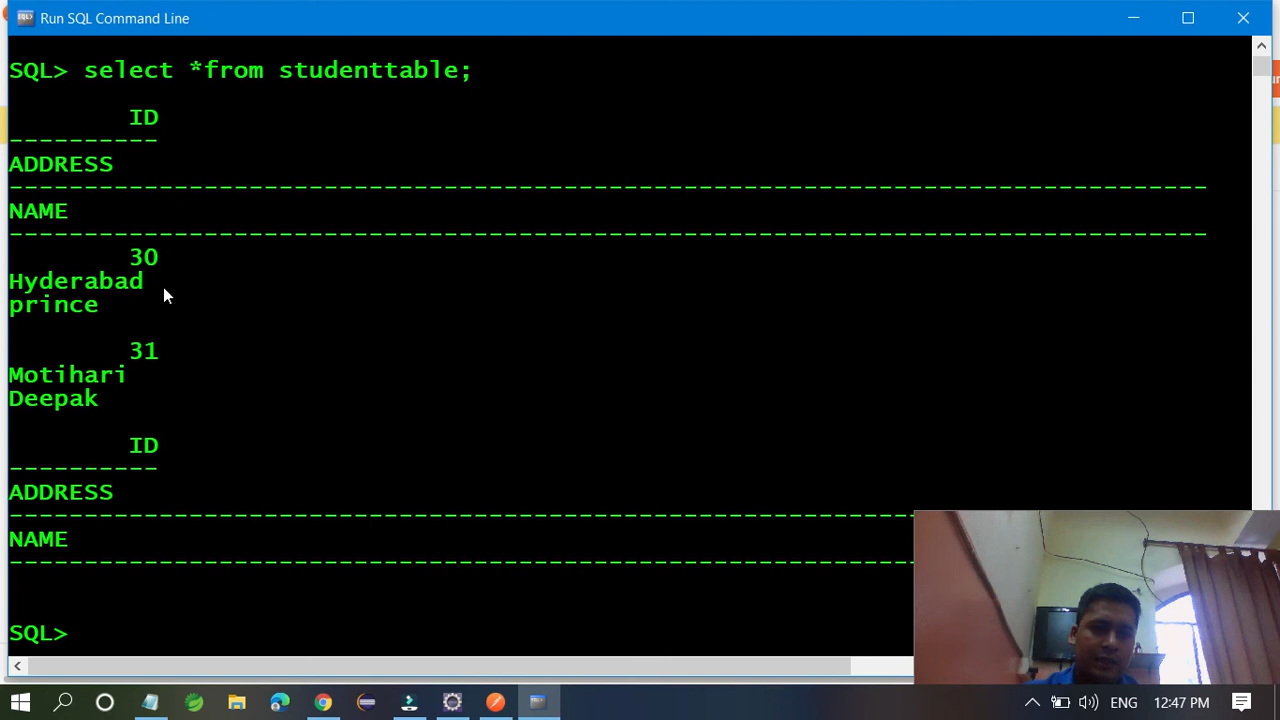 Run SQL Command Line
SQL> select *from studenttable;
ID
----------
ADDRESS
--------------------------------------------------------------------------------
NAME
--------------------------------------------------------------------------------
30
Hyderabad
prince
31
Motihari
Deepak
ID
----------
ADDRESS
-------------------------------------------------------------
NAME
-------------------------------------------------------------
SQL>
ENG
12:47 PM